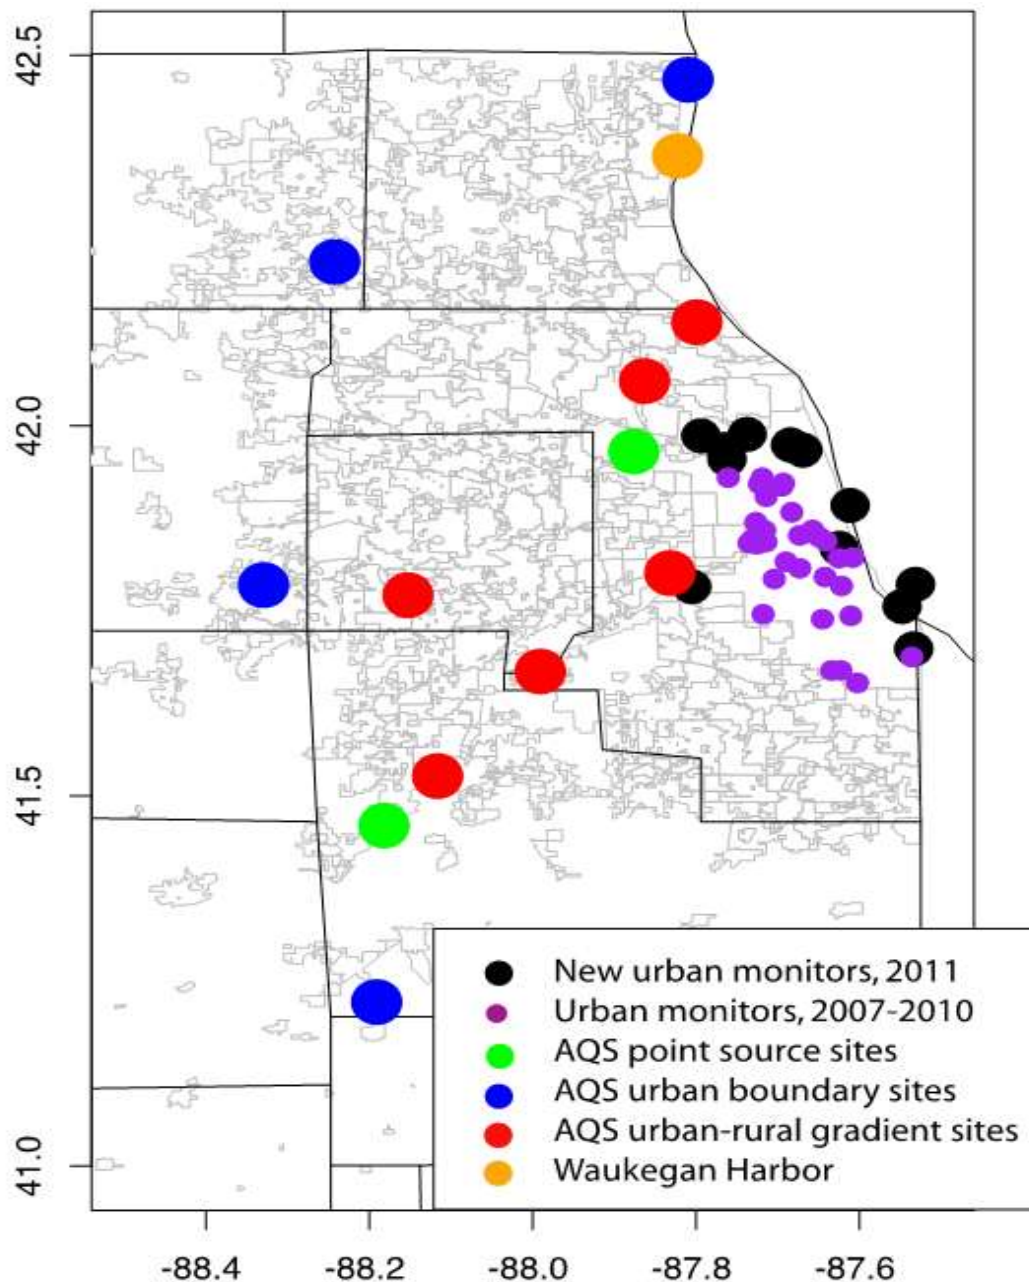 42.5
42.0
41.5
41.0
New urban monitors, 2011
Urban monitors, 2007-2010
AQS point source sites
AQS urban boundary sites
AQS urban-rural gradient sites
Waukegan Harbor
-88.4 -88.2 -88.0 -87.8 -87.6